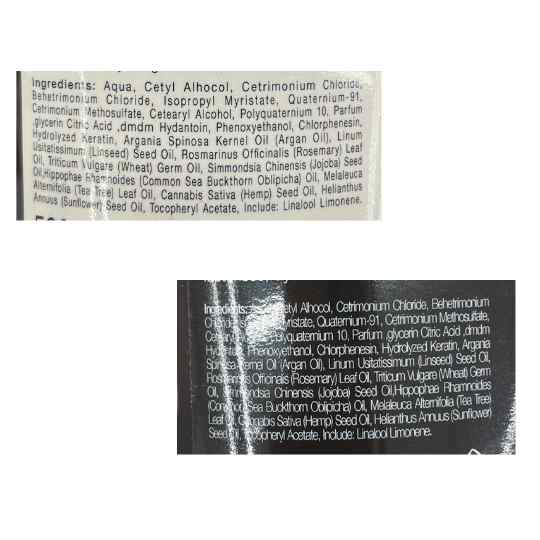 Ingredients: Aqua, Cetyl Alhocol, Cetrimonium Chloride,
Behetrimonium Chloride, Isopropyl Myristate, Quaternium-91,
Cetrimonium Methosulfate, Cetearyl Alcohol, Polyquaternium 10, Parfum
,glycerin Citric Acid ,dmdm Hydantoin, Phenoxyethanol, Chlorphenesin,
Hydrolyzed Keratin, Argania Spinosa Kernel Oil (Argan Oil), Linum
Usitatissimum (Linseed) Seed Oil, Rosmarinus Officinalis (Rosemary) Leaf
Oil, Triticum Vulgare (Wheat) Germ Oil, Simmondsia Chinensis (Jojoba) Seed
Oil,Hippophae Rhamnoides (Common Sea Buckthorn Oblipicha) Oil, Melaleuca
Alternifolia (Tea Tree) Leaf Oil, Cannabis Sativa (Hemp) Seed Oil, Helianthus
Annuus (Sunflower) Seed Oil, Tocopheryl Acetate, Include: Linalool Limonene.
Ingredients: Cetyl Alhocol, Cetrimonium Chloride, Behetrimonium
Myristate, Quaternium-91, Cetrimonium Methosulfate,
Polyquaternium 10, Parfum ,glycerin Citric Acid ,dmdm
Phenoxyethanol, Chlorphenesin, Hydrolyzed Keratin, Argania
Spinosa Kernel Oil (Argan Oil), Linum Usitatissimum (Linseed) Seed Oil,
Officinalis (Rosemary) Leaf Oil, Triticum Vulgare (Wheat) Germ
Simmondsia Chinensis (Jojoba) Seed Oil,Hippophae Rhamnoides
(Common Sea Buckthorn Oblipicha) Oil, Melaleuca Alternifolia (Tea Tree)
Leaf Oil, Cannabis Sativa (Hemp) Seed Oil, Helianthus Annuus (Sunflower)
Seed Oil, Tocopheryl Acetate, Include: Linalool Limonene.